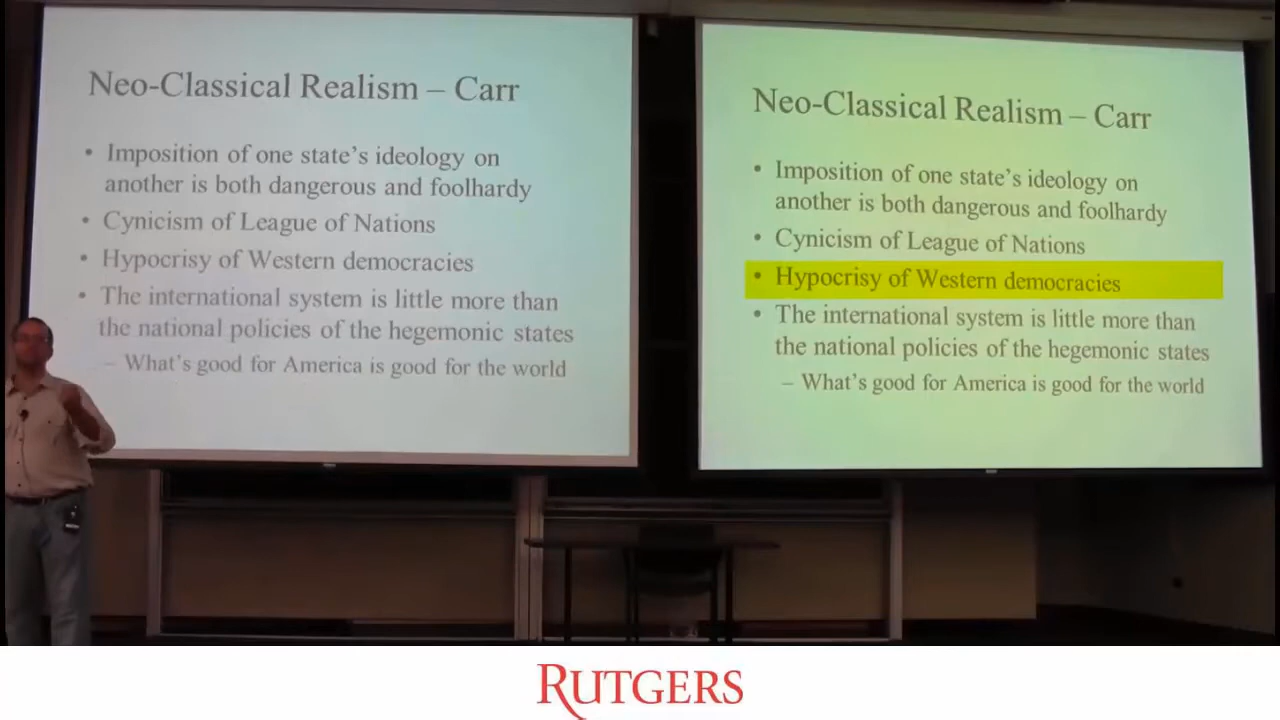 Neo-Classical Realism – Carr
• Imposition of one state's ideology on
another is both dangerous and foolhardy
• Cynicism of League of Nations
• Hypocrisy of Western democracies
• The international system is little more than
the national policies of the hegemonic states
– What's good for America is good for the world
Neo-Classical Realism – Carr
• Imposition of one state's ideology on
another is both dangerous and foolhardy
• Cynicism of League of Nations
• Hypocrisy of Western democracies
• The international system is little more than
the national policies of the hegemonic states
– What's good for America is good for the world
RUTGERS